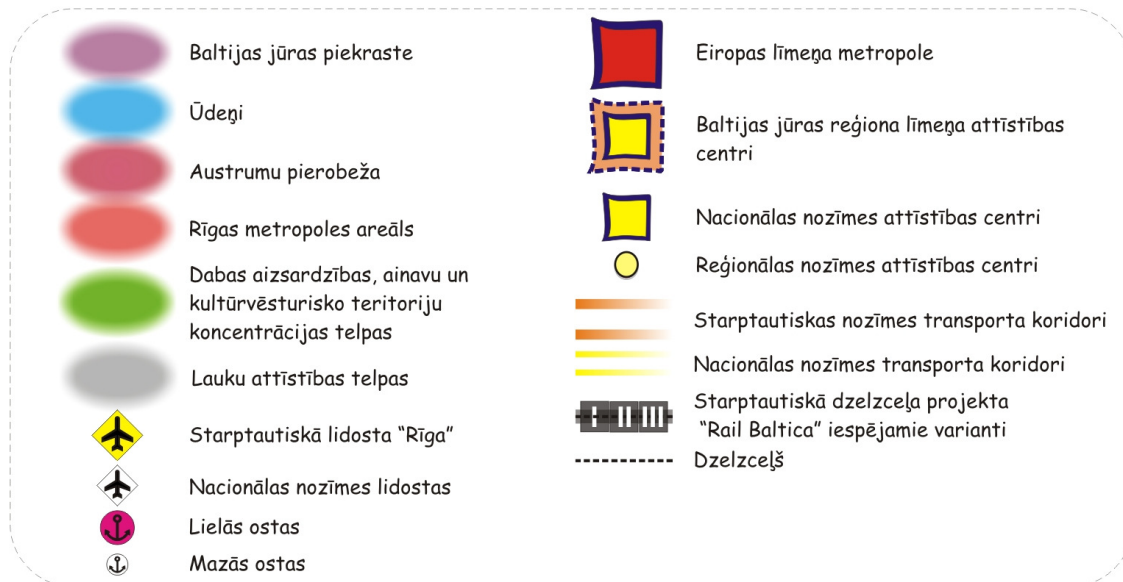 Baltijas jūras piekraste
Ūdeņi
Austrumu pierobeža
Rīgas metropoles areāls
Dabas aizsardzības, ainavu un
kultūrvēsturisko teritoriju
koncentrācijas telpas
Lauku attīstības telpas
Starptautiskā lidosta “Rīga”
Nacionālas nozīmes lidostas
Lielās ostas
Mazās ostas
Eiropas līmeņa metropole
Baltijas jūras reģiona līmeņa attīstības
centri
Nacionālas nozīmes attīstības centri
Reģionālas nozīmes attīstības centri
Starptautiskas nozīmes transporta koridori
Nacionālas nozīmes transporta koridori
I II III
Starptautiskā dzelzceļa projekta
“Rail Baltica” iespējamie varianti
Dzelzceļš